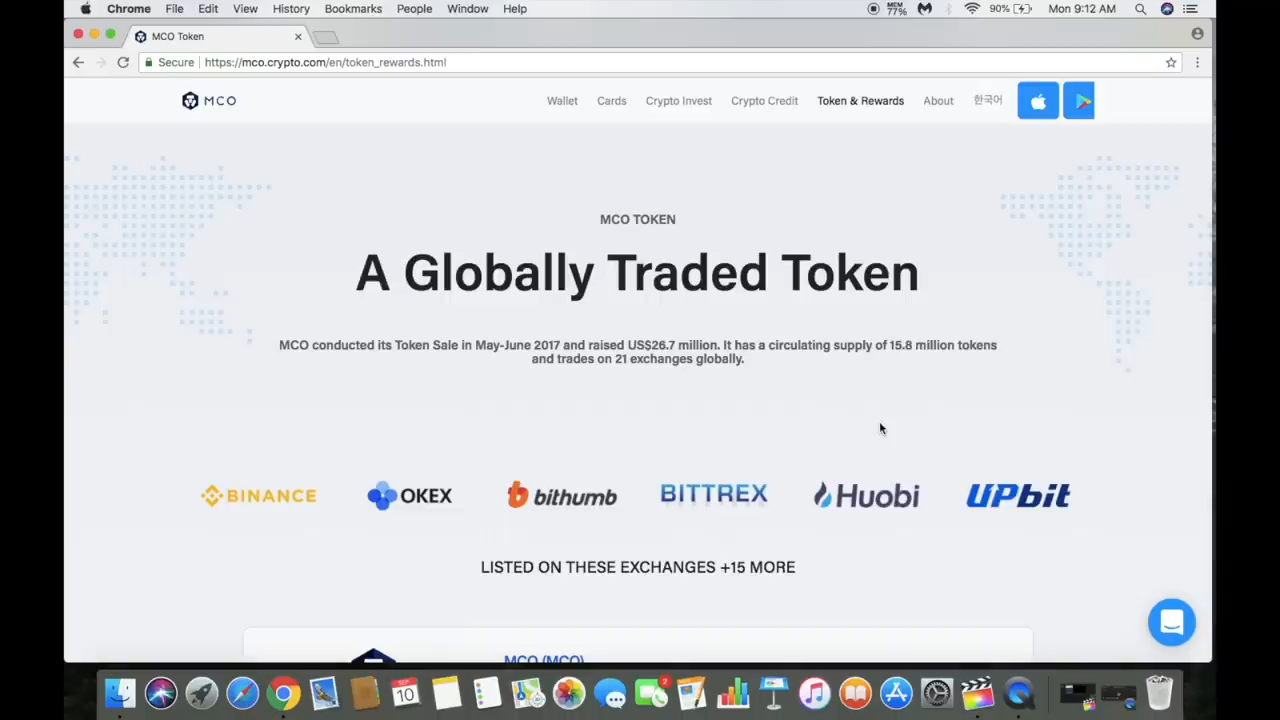 Chrome File Edit View History Bookmarks People Window Help MEM 77% 90% Mon 9:12 AM
MCO Token
Secure https://mco.crypto.com/en/token_rewards.html
MCO Wallet Cards Crypto Invest Crypto Credit Token & Rewards About 한국어
MCO TOKEN
A Globally Traded Token
MCO conducted its Token Sale in May-June 2017 and raised US$26.7 million. It has a circulating supply of 15.8 million tokens
and trades on 21 exchanges globally.
BINANCE OKEX bithumb BITTREX Huobi UPbit
LISTED ON THESE EXCHANGES +15 MORE
MCO (MCO)
SEP 10 2